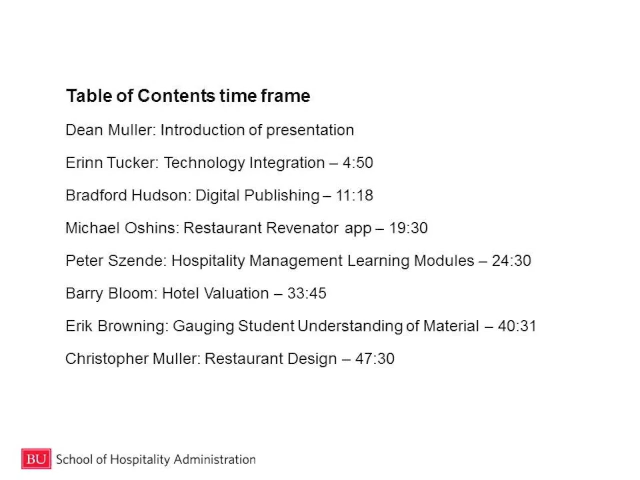 Table of Contents time frame
Dean Muller: Introduction of presentation
Erinn Tucker: Technology Integration – 4:50
Bradford Hudson: Digital Publishing – 11:18
Michael Oshins: Restaurant Revenator app – 19:30
Peter Szende: Hospitality Management Learning Modules – 24:30
Barry Bloom: Hotel Valuation – 33:45
Erik Browning: Gauging Student Understanding of Material – 40:31
Christopher Muller: Restaurant Design – 47:30
BU School of Hospitality Administration